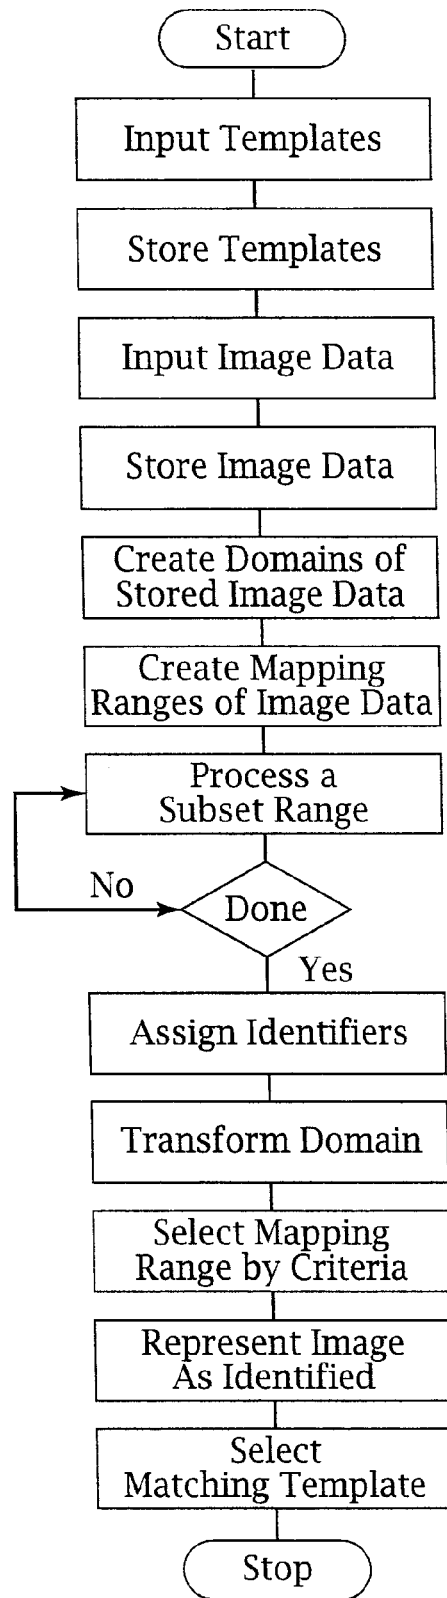 Start
Input Templates
Store Templates
Input Image Data
Store Image Data
Create Domains of
Stored Image Data
Create Mapping
Ranges of Image Data
Process a
Subset Range
No
Done
Yes
Assign Identifiers
Transform Domain
Select Mapping
Range by Criteria
Represent Image
As Identified
Select
Matching Template
Stop